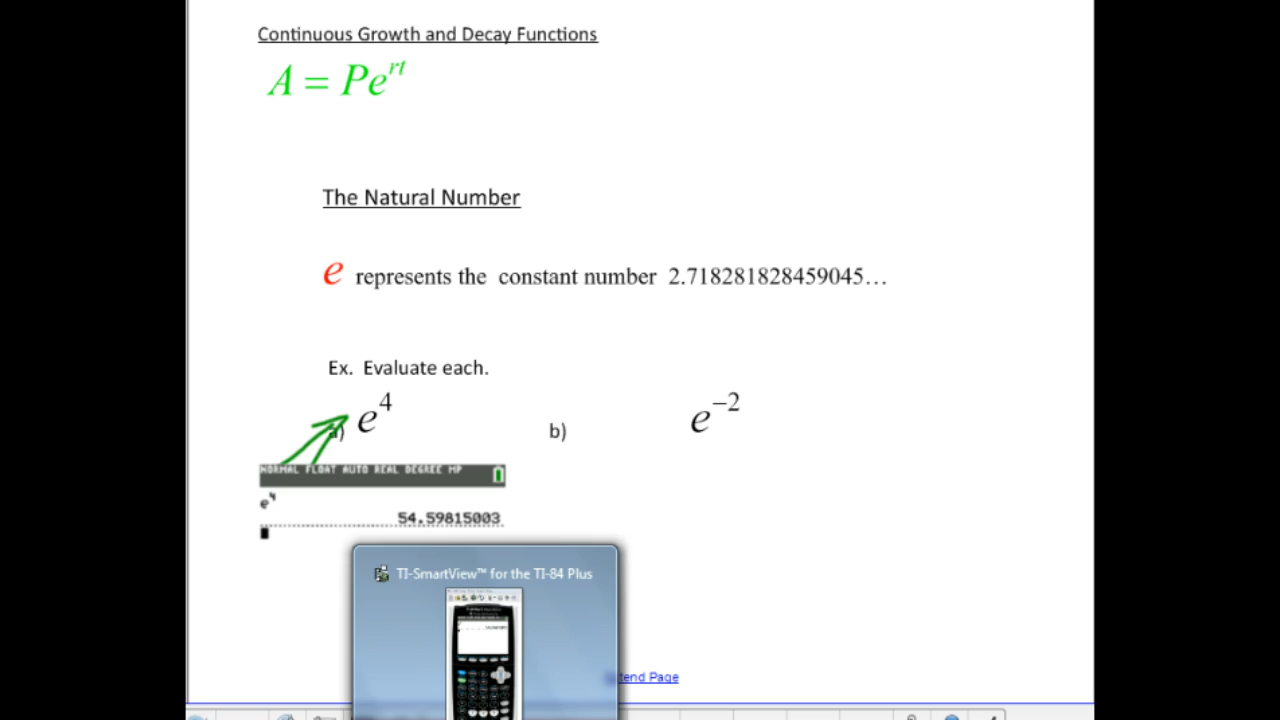 Continuous Growth and Decay Functions
A = Pe^{rt}
The Natural Number
e represents the constant number 2.718281828459045…
Ex. Evaluate each.
a) e^4 b) e^{-2}
NORMAL FLOAT AUTO REAL DEGREE MP
e^4
54.59815003
TI-SmartView™ for the TI-84 Plus
tend Page